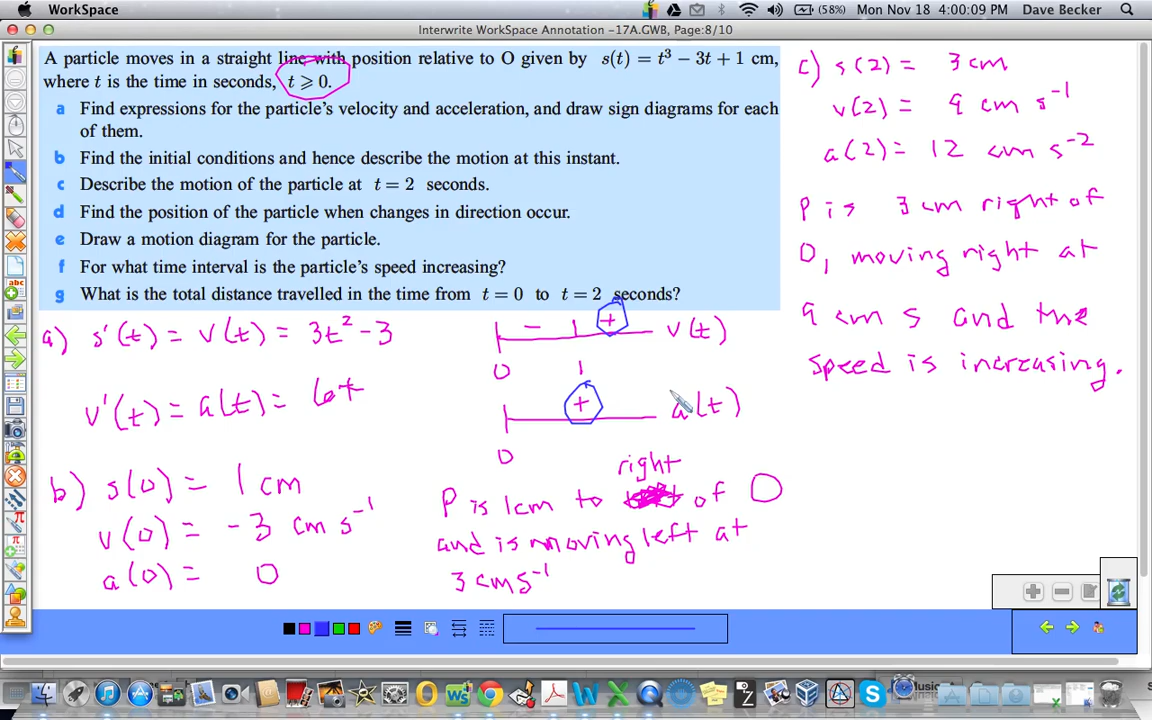 WorkSpace
(58%) Mon Nov 18 4:00:09 PM Dave Becker
Interwrite WorkSpace Annotation -17A.GWB, Page:8/10
A particle moves in a straight line with position relative to O given by s(t) = t³ − 3t + 1 cm,
where t is the time in seconds, t ⩾ 0.
a Find expressions for the particle's velocity and acceleration, and draw sign diagrams for each
of them.
b Find the initial conditions and hence describe the motion at this instant.
c Describe the motion of the particle at t = 2 seconds.
d Find the position of the particle when changes in direction occur.
e Draw a motion diagram for the particle.
f For what time interval is the particle's speed increasing?
g What is the total distance travelled in the time from t = 0 to t = 2 seconds?
a) s'(t) = v(t) = 3t² − 3
v'(t) = a(t) = 6t
− + v(t)
0 1
+ a(t)
0
b) s(0) = 1 cm
v(0) = −3 cm s⁻¹
a(0) = 0
right
P is 1cm to of O
and is moving left at
3 cms⁻¹
c) s(2) = 3 cm
v(2) = 9 cm s⁻¹
a(2) = 12 cm s⁻²
P is 3 cm right of
O, moving right at
9 cm s and the
speed is increasing.
abc